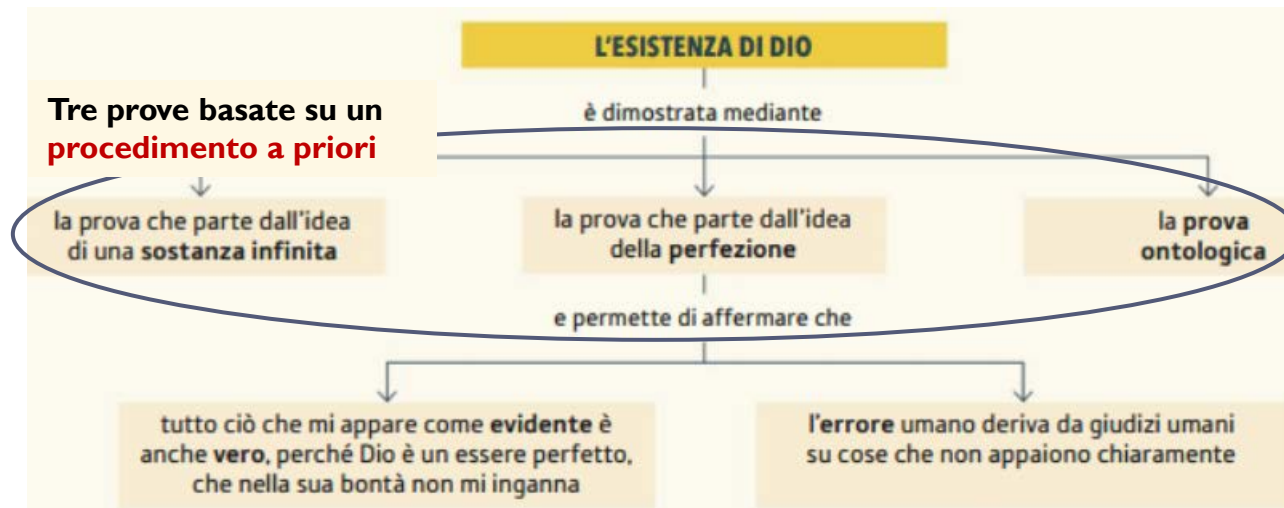 L'ESISTENZA DI DIO
Tre prove basate su un
procedimento a priori
è dimostrata mediante
la prova che parte dall'idea
di una sostanza infinita
la prova che parte dall'idea
della perfezione
la prova
ontologica
e permette di affermare che
tutto ciò che mi appare come evidente è
anche vero, perché Dio è un essere perfetto,
che nella sua bontà non mi inganna
l'errore umano deriva da giudizi umani
su cose che non appaiono chiaramente